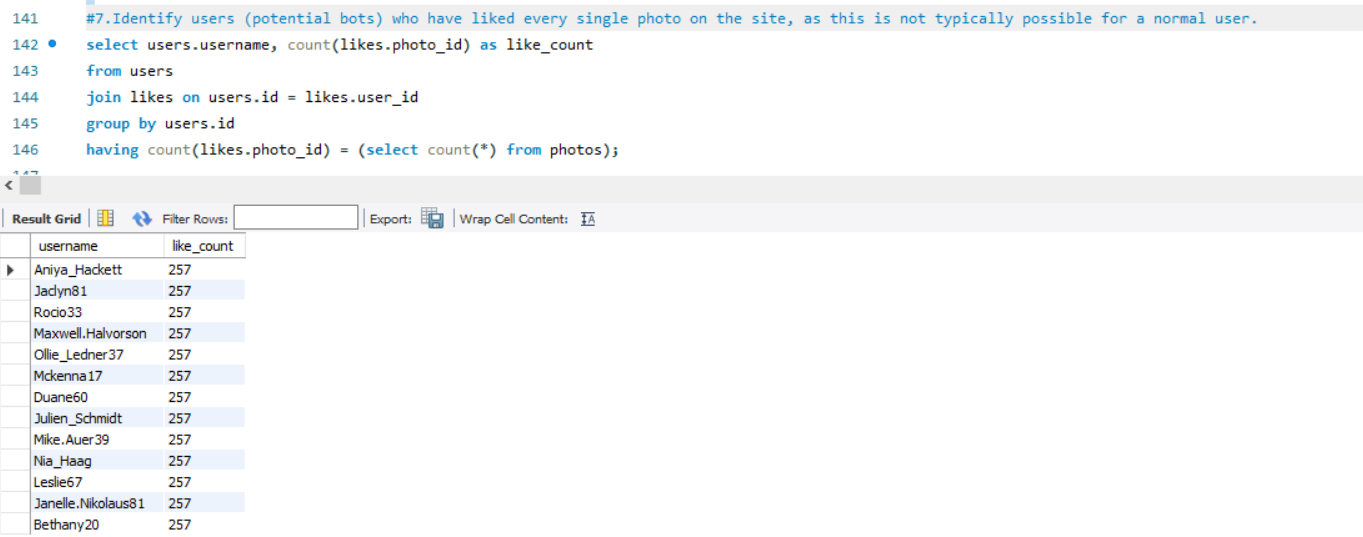 141 #7.Identify users (potential bots) who have liked every single photo on the site, as this is not typically possible for a normal user.
142 select users.username, count(likes.photo_id) as like_count
143 from users
144 join likes on users.id = likes.user_id
145 group by users.id
146 having count(likes.photo_id) = (select count(*) from photos);
Result Grid Filter Rows: Export: Wrap Cell Content: IA
username like_count
Aniya_Hackett 257
Jaclyn81 257
Rocio33 257
Maxwell.Halvorson 257
Ollie_Ledner37 257
Mckenna17 257
Duane60 257
Julien_Schmidt 257
Mike.Auer39 257
Nia_Haag 257
Leslie67 257
Janelle.Nikolaus81 257
Bethany20 257